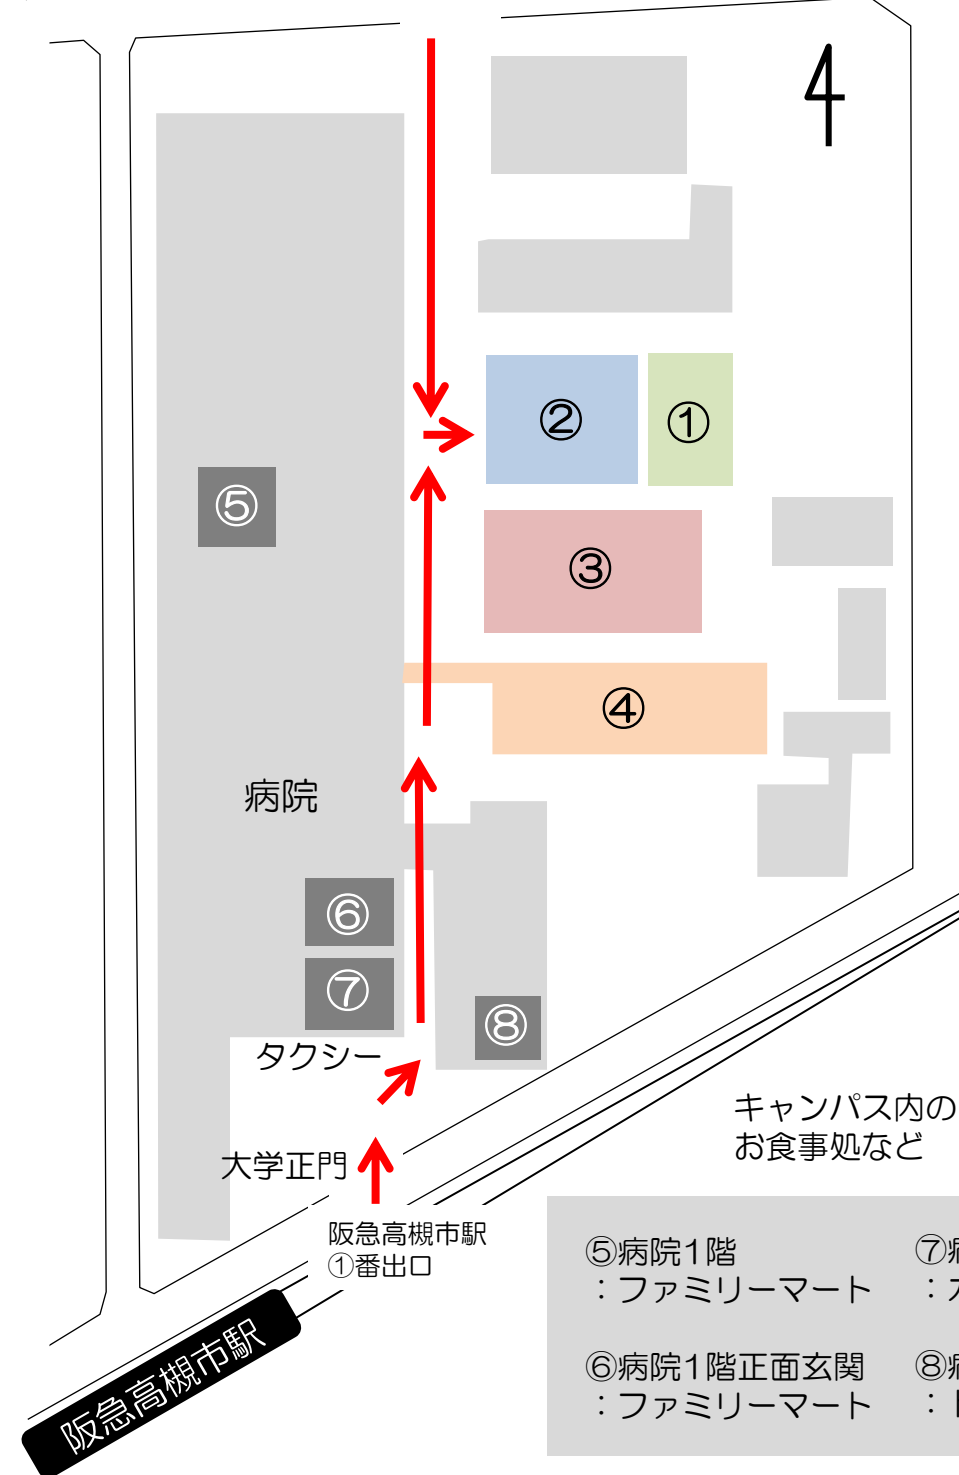 ②
①
⑤
③
④
病院
⑥
⑦
⑧
タクシー
大学正門
阪急高槻市駅
①番出口
阪急高槻市駅
キャンパス内の
お食事処など
⑤病院1階
：ファミリーマート
⑥病院1階正面玄関
：ファミリーマート
⑦
：
⑧
：